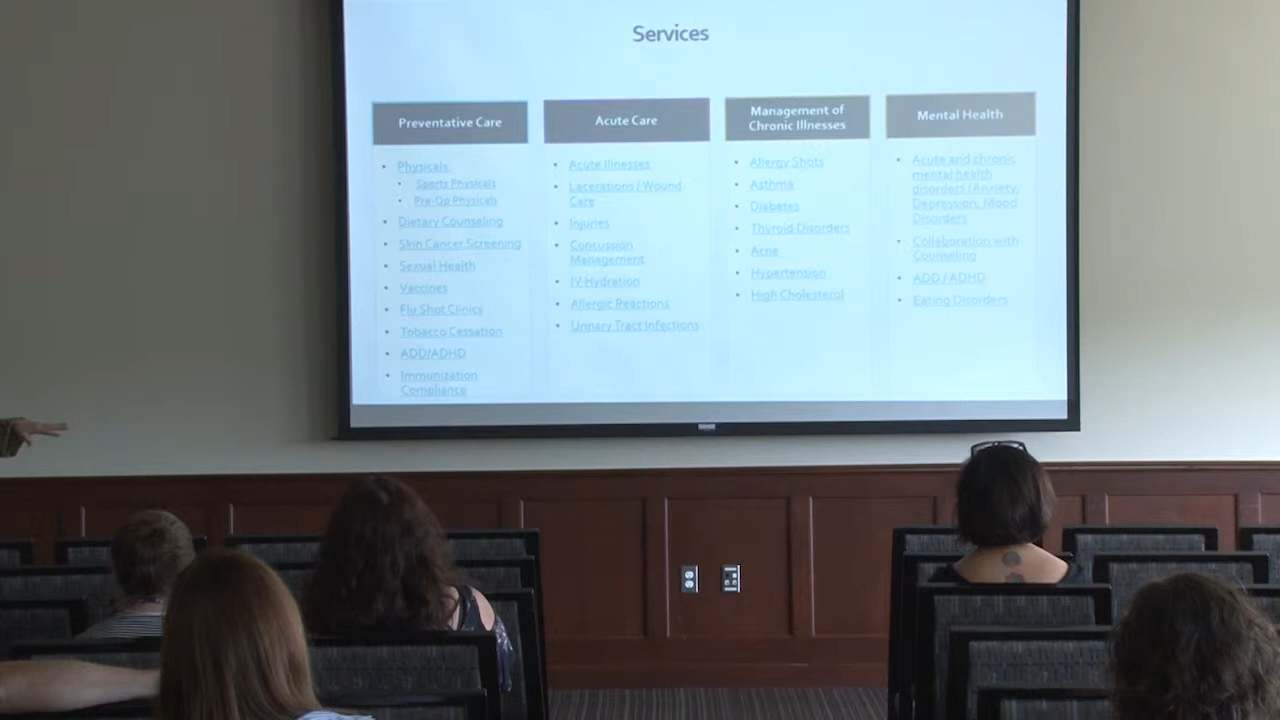 Services
Preventative Care
Physicals
Sports Physicals
Pre-Op Physicals
Dietary Counseling
Skin Cancer Screening
Sexual Health
Vaccines
Flu Shot Clinics
Tobacco Cessation
ADD/ADHD
Immunization
Compliance
Acute Care
Acute Illnesses
Lacerations / Wound
Care
Injuries
Concussion
Management
IV Hydration
Allergic Reactions
Urinary Tract Infections
Management of
Chronic Illnesses
Allergy Shots
Asthma
Diabetes
Thyroid Disorders
Acne
Hypertension
High Cholesterol
Mental Health
Acute and chronic
mental health
disorders (Anxiety,
Depression, Mood
Disorders
Collaboration with
Counseling
ADD / ADHD
Eating Disorders